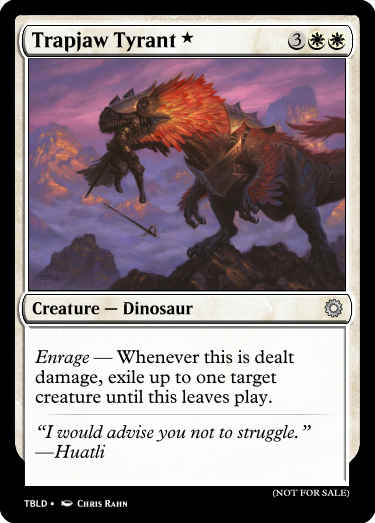 Trapjaw Tyrant ★ 3
Creature — Dinosaur
Enrage — Whenever this is dealt
damage, exile up to one target
creature until this leaves play.
“I would advise you not to struggle.”
—Huatli
(NOT FOR SALE)
TBLD • Chris Rahn